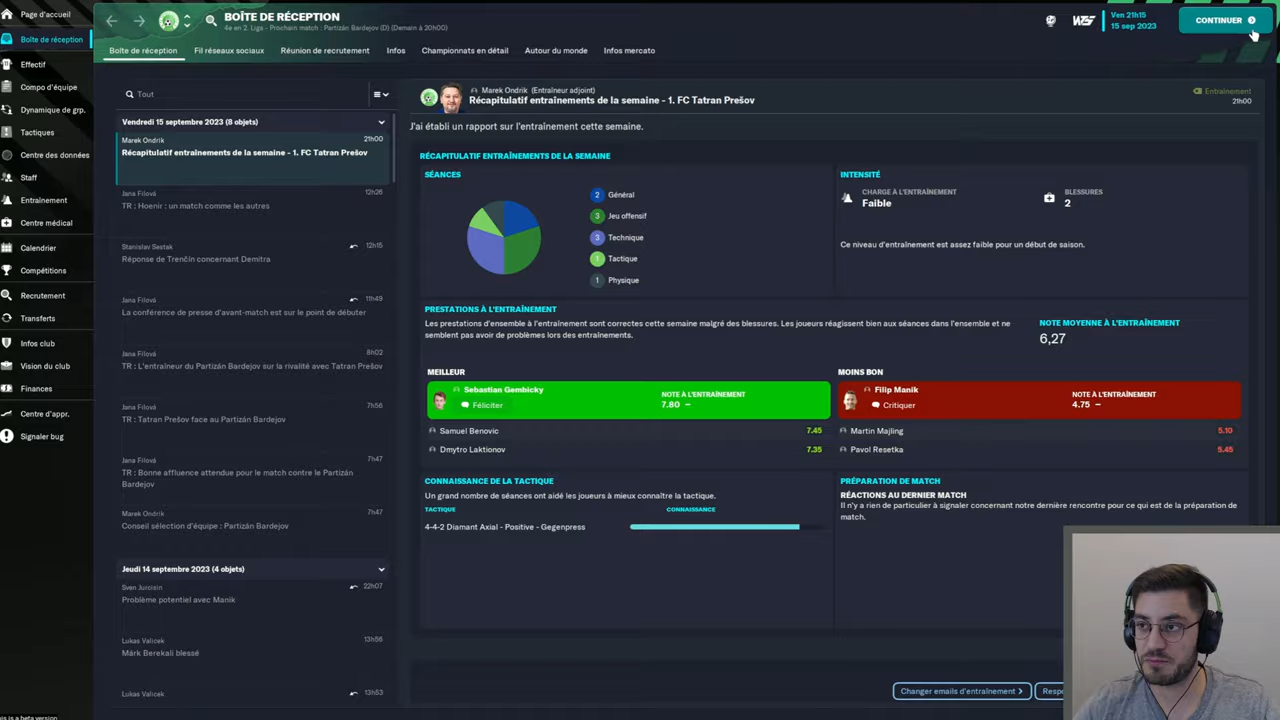 Page d'accueil
Boîte de réception
Effectif
Compo d'équipe
Dynamique de grp.
Tactiques
Centre des données
Staff
Entraînement
Centre médical
Calendrier
Compétitions
Recrutement
Transferts
Infos club
Vision du club
Finances
Centre d'appr.
Signaler bug
BOÎTE DE RÉCEPTION
4e en 2. Liga - Prochain match : Partizán Bardejov (D) (Demain à 20h00)
Ven 21h15
15 sep 2023
CONTINUER
Boîte de réception
Fil réseaux sociaux
Réunion de recrutement
Infos
Championnats en détail
Autour du monde
Infos mercato
Tout
Vendredi 15 septembre 2023 (8 objets)
Marek Ondrik 21h00
Récapitulatif entraînements de la semaine - 1. FC Tatran Prešov
Jana Filová 12h26
TR : Hoenir : un match comme les autres
Stanislav Sestak 12h15
Réponse de Trenčín concernant Demitra
Jana Filová 11h49
La conférence de presse d'avant-match est sur le point de débuter
Jana Filová 8h02
TR : L'entraîneur du Partizán Bardejov sur la rivalité avec Tatran Prešov
Jana Filová 7h56
TR : Tatran Prešov face au Partizán Bardejov
Jana Filová 7h47
TR : Bonne affluence attendue pour le match contre le Partizán
Bardejov
Marek Ondrik 7h47
Conseil sélection d'équipe : Partizán Bardejov
Jeudi 14 septembre 2023 (4 objets)
Sven Jurcisin 22h07
Problème potentiel avec Manik
Lukas Valicek 13h56
Márk Berekali blessé
Lukas Valicek 13h53
Marek Ondrik (Entraîneur adjoint)
Récapitulatif entraînements de la semaine - 1. FC Tatran Prešov
Entraînement
21h00
J'ai établi un rapport sur l'entraînement cette semaine.
RÉCAPITULATIF ENTRAÎNEMENTS DE LA SEMAINE
SÉANCES
2 Général
3 Jeu offensif
3 Technique
1 Tactique
1 Physique
INTENSITÉ
CHARGE À L'ENTRAÎNEMENT
Faible
BLESSURES
2
Ce niveau d'entraînement est assez faible pour un début de saison.
PRESTATIONS À L'ENTRAÎNEMENT
Les prestations d'ensemble à l'entraînement sont correctes cette semaine malgré des blessures. Les joueurs réagissent bien aux séances dans l'ensemble et ne
semblent pas avoir de problèmes lors des entraînements.
NOTE MOYENNE À L'ENTRAÎNEMENT
6,27
MEILLEUR
Sebastian Gembicky
Féliciter
NOTE À L'ENTRAÎNEMENT
7.80 –
Samuel Benovic 7.45
Dmytro Laktionov 7.35
MOINS BON
Filip Manik
Critiquer
NOTE À L'ENTRAÎNEMENT
4.75 –
Martin Majling 5.10
Pavol Resetka 5.45
CONNAISSANCE DE LA TACTIQUE
Un grand nombre de séances ont aidé les joueurs à mieux connaître la tactique.
TACTIQUE CONNAISSANCE
4-4-2 Diamant Axial - Positive - Gegenpress
PRÉPARATION DE MATCH
RÉACTIONS AU DERNIER MATCH
Il n'y a rien de particulier à signaler concernant notre dernière rencontre pour ce qui est de la préparation de
match.
Changer emails d'entraînement
Resp
his is a beta version